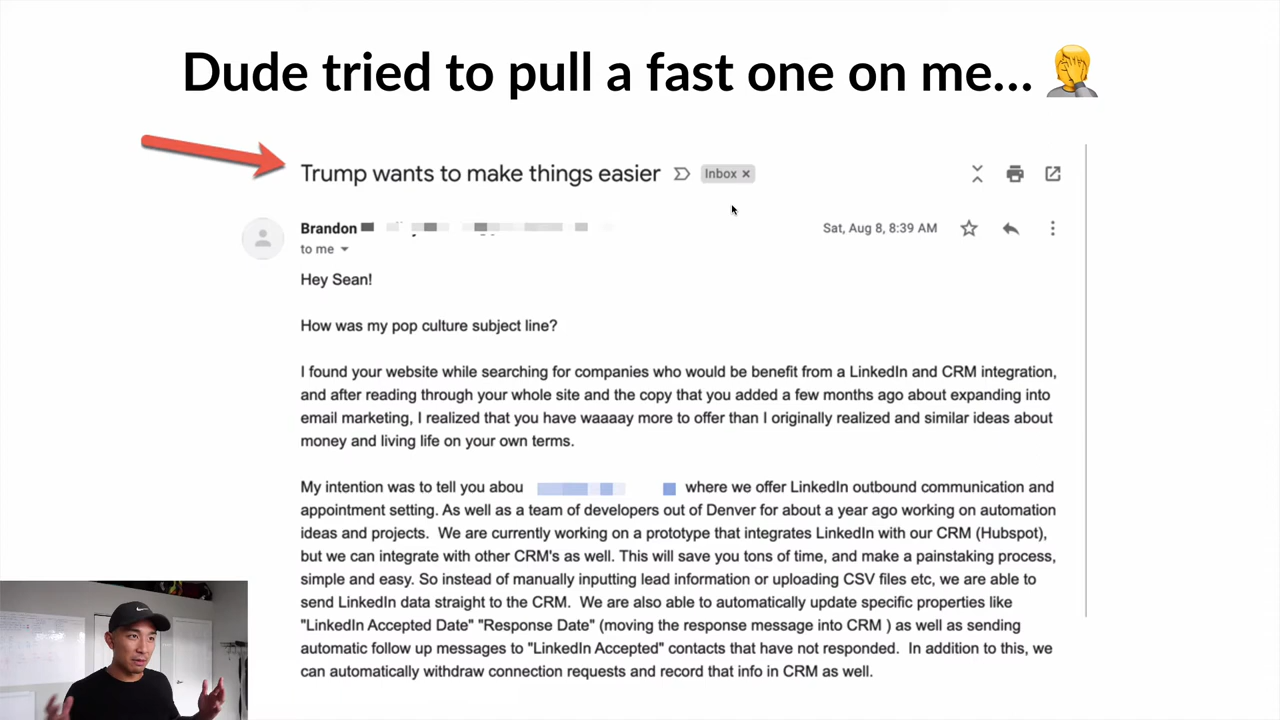 Dude tried to pull a fast one on me...
Trump wants to make things easier
Inbox ×
Brandon
Sat, Aug 8, 8:39 AM
to me
Hey Sean!
How was my pop culture subject line?
I found your website while searching for companies who would be benefit from a LinkedIn and CRM integration,
and after reading through your whole site and the copy that you added a few months ago about expanding into
email marketing, I realized that you have waaaay more to offer than I originally realized and similar ideas about
money and living life on your own terms.
My intention was to tell you abou where we offer LinkedIn outbound communication and
appointment setting. As well as a team of developers out of Denver for about a year ago working on automation
ideas and projects. We are currently working on a prototype that integrates LinkedIn with our CRM (Hubspot),
but we can integrate with other CRM's as well. This will save you tons of time, and make a painstaking process,
simple and easy. So instead of manually inputting lead information or uploading CSV files etc, we are able to
send LinkedIn data straight to the CRM. We are also able to automatically update specific properties like
"LinkedIn Accepted Date" "Response Date" (moving the response message into CRM ) as well as sending
automatic follow up messages to "LinkedIn Accepted" contacts that have not responded. In addition to this, we
can automatically withdraw connection requests and record that info in CRM as well.